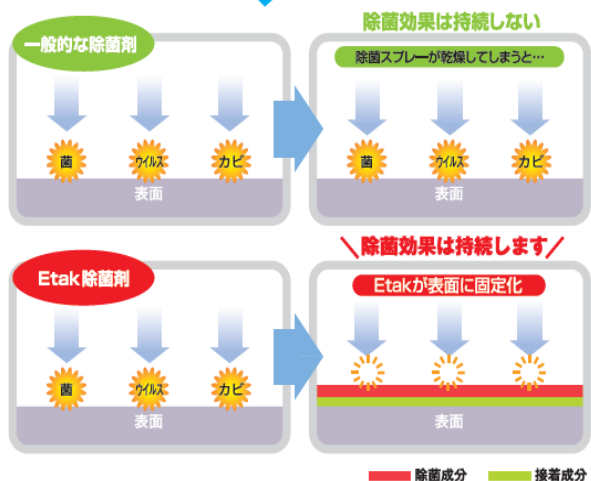 除菌効果は持続しない
一般的な除菌剤
除菌スプレーが乾燥してしまうと…
菌
ウイルス
カビ
表面
菌
ウイルス
カビ
表面
＼除菌効果は持続します／
Etak除菌剤
Etakが表面に固定化
菌
ウイルス
カビ
表面
表面
除菌成分
接着成分